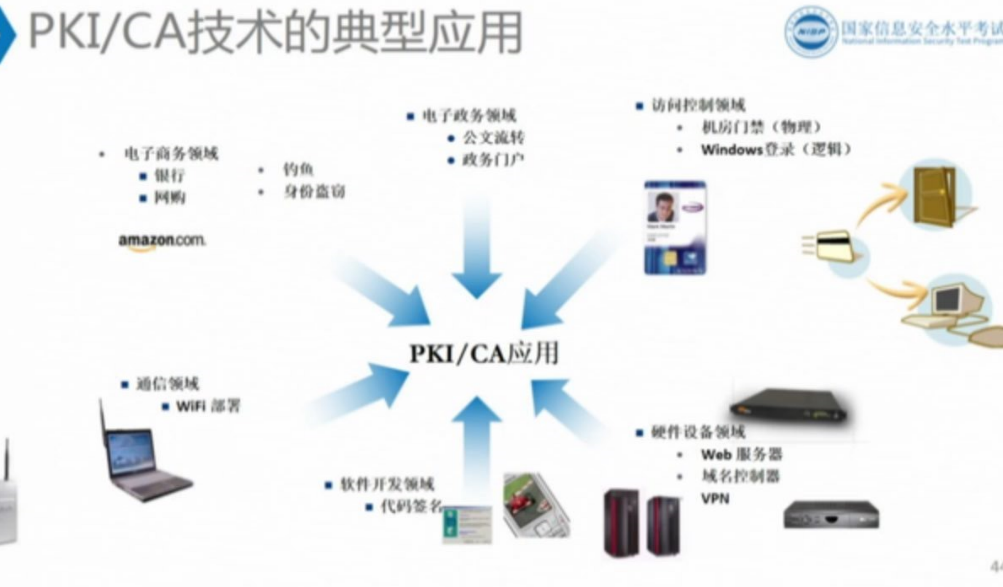 PKI/CA技术的典型应用
NISP
国家信息安全水平考试
National Information Security Test Program
电子商务领域
银行
网购
钓鱼
身份盗窃
amazon.com.
电子政务领域
公文流转
政务门户
访问控制领域
机房门禁（物理）
Windows登录（逻辑）
PKI/CA应用
通信领域
WiFi 部署
软件开发领域
代码签名
硬件设备领域
Web 服务器
域名控制器
VPN
44